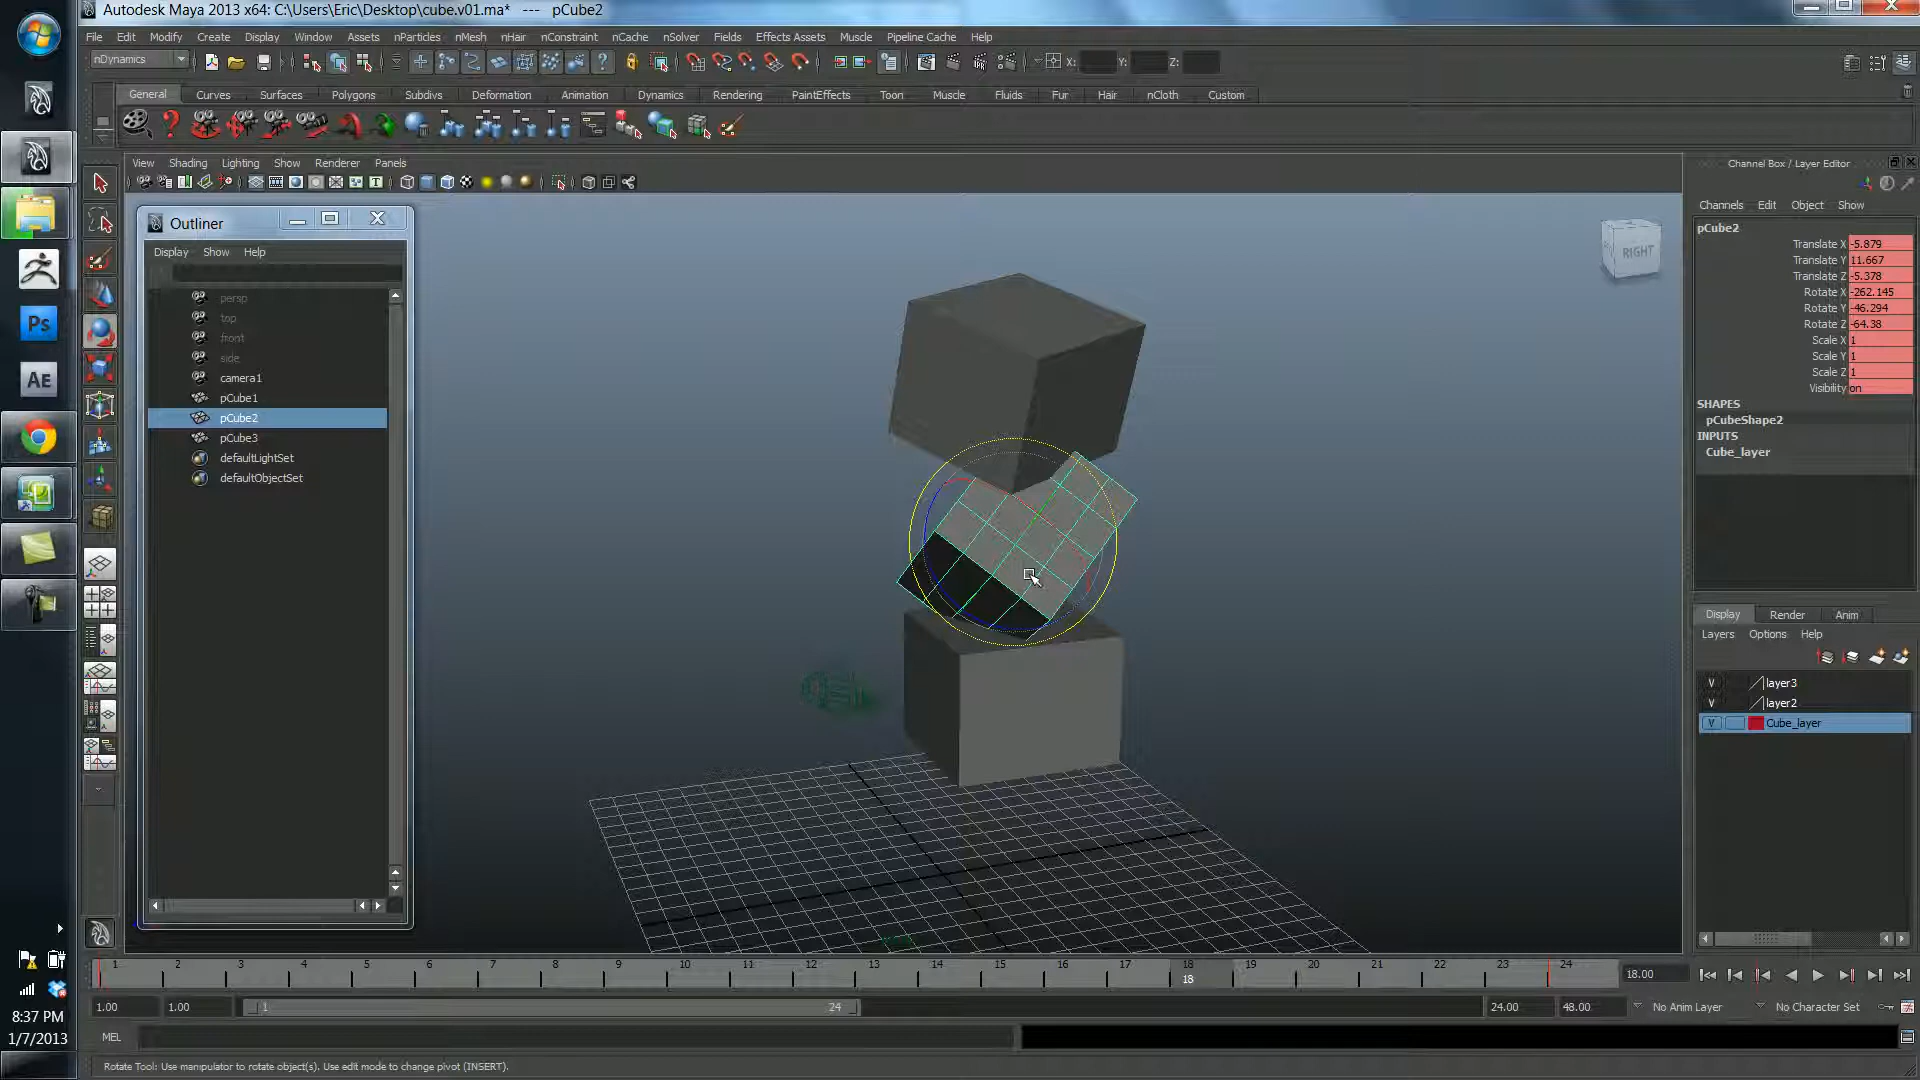 Autodesk Maya 2013 x64: C:\Users\Eric\Desktop\cube.v01.ma* --- pCube2
File Edit Modify Create Display Window Assets nParticles nMesh nHair nConstraint nCache nSolver Fields Effects Assets Muscle Pipeline Cache Help
nDynamics X: Y: Z:
General Curves Surfaces Polygons Subdivs Deformation Animation Dynamics Rendering PaintEffects Toon Muscle Fluids Fur Hair nCloth Custom
View Shading Lighting Show Renderer Panels
Outliner
Display Show Help
persp
top
front
side
camera1
pCube1
pCube2
pCube3
defaultLightSet
defaultObjectSet
RIGHT
Channel Box / Layer Editor
Channels Edit Object Show
pCube2
Translate X -5.879
Translate Y 11.667
Translate Z -5.378
Rotate X -262.145
Rotate Y -46.294
Rotate Z -64.38
Scale X 1
Scale Y 1
Scale Z 1
Visibility on
SHAPES
pCubeShape2
INPUTS
Cube_layer
Display Render Anim
Layers Options Help
V layer3
V layer2
V Cube_layer
Ps
AE
1 2 3 4 5 6 7 8 9 10 11 12 13 14 15 16 17 18 19 20 21 22 23 24
18
18.00
1.00 1.00 1 24 24.00 48.00 No Anim Layer No Character Set
MEL
Rotate Tool: Use manipulator to rotate object(s). Use edit mode to change pivot (INSERT).
8:37 PM
1/7/2013